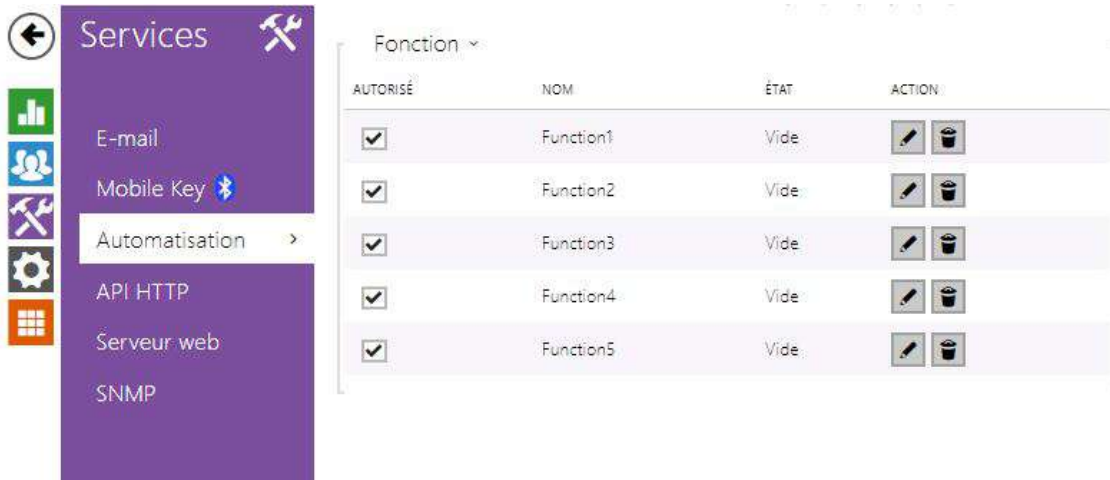 Services
E-mail
Mobile Key
Automatisation >
API HTTP
Serveur web
SNMP
Fonction
AUTORISÉ NOM ÉTAT ACTION
Function1 Vide
Function2 Vide
Function3 Vide
Function4 Vide
Function5 Vide